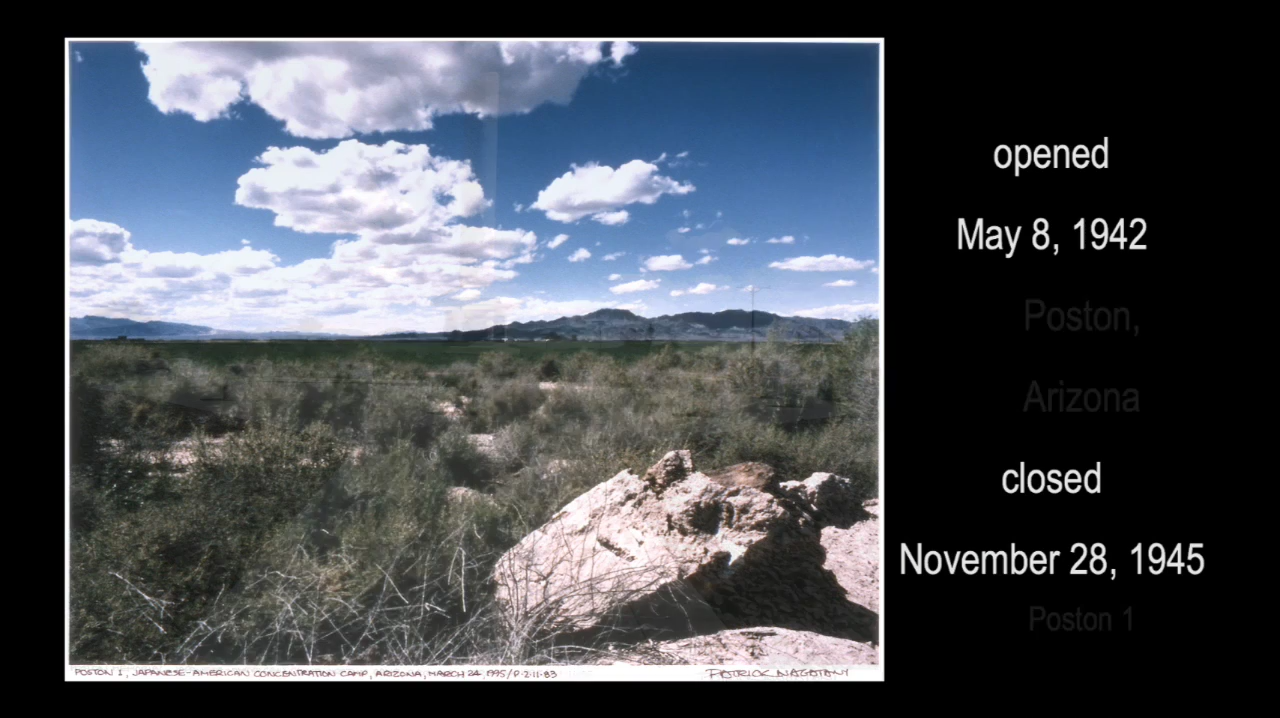 opened
May 8, 1942
Poston,
Arizona
closed
November 28, 1945
Poston 1
POSTON 1, JAPANESE-AMERICAN CONCENTRATION CAMP, ARIZONA, MARCH 24 1995/P-2-11-83
PATRICK NAGATANI